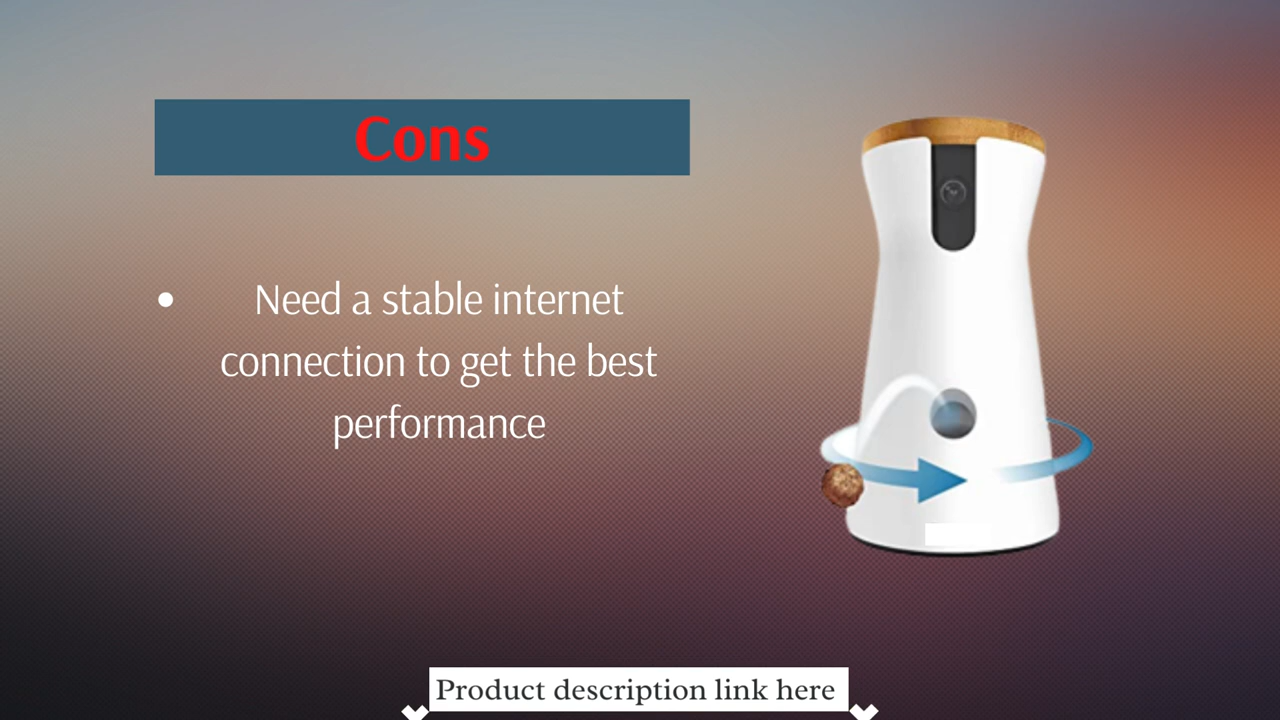 Cons
• Need a stable internet
connection to get the best
performance
Product description link here